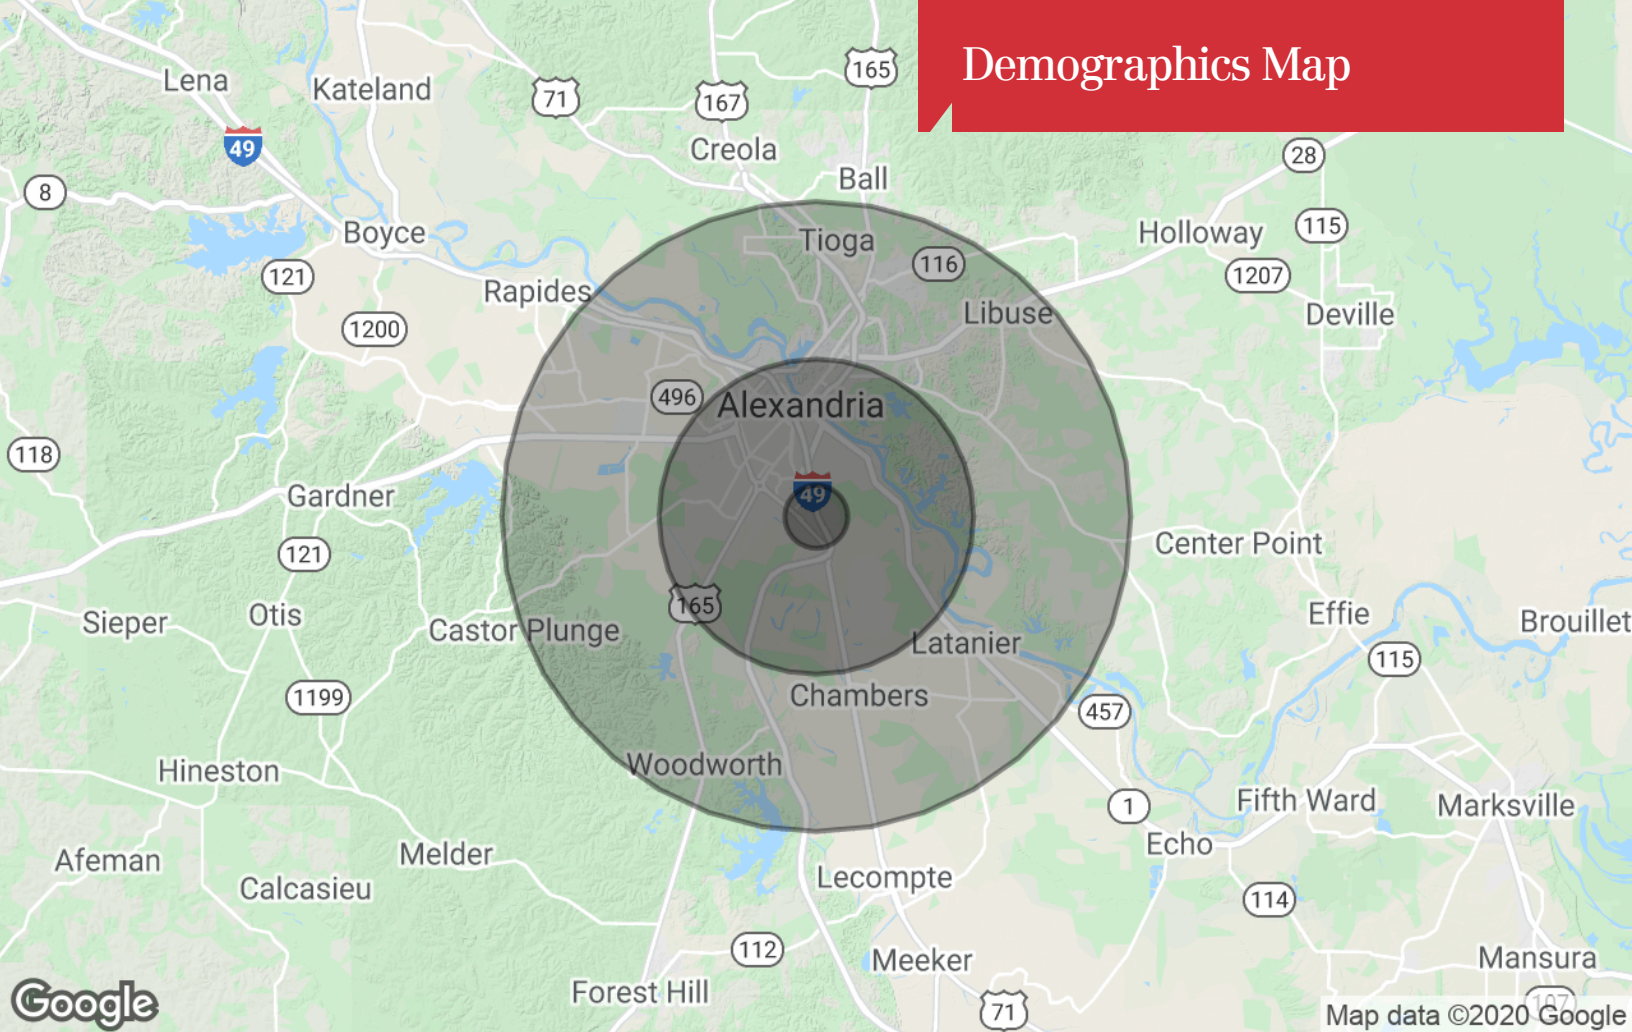 Demographics Map
165
Lena
Kateland
71
167
49
Creola
28
Ball
8
115
Boyce
Tioga
Holloway
116
121
1207
Rapides
Libuse
Deville
1200
496
Alexandria
118
49
Gardner
Center Point
121
165
Otis
Effie
Sieper
Castor Plunge
Brouillet
Latanier
115
1199
Chambers
457
Woodworth
Hineston
Fifth Ward
Marksville
1
Echo
Melder
Afeman
Lecompte
Calcasieu
114
112
Meeker
Mansura
Forest Hill
107
71
Google
Map data ©2020 Google